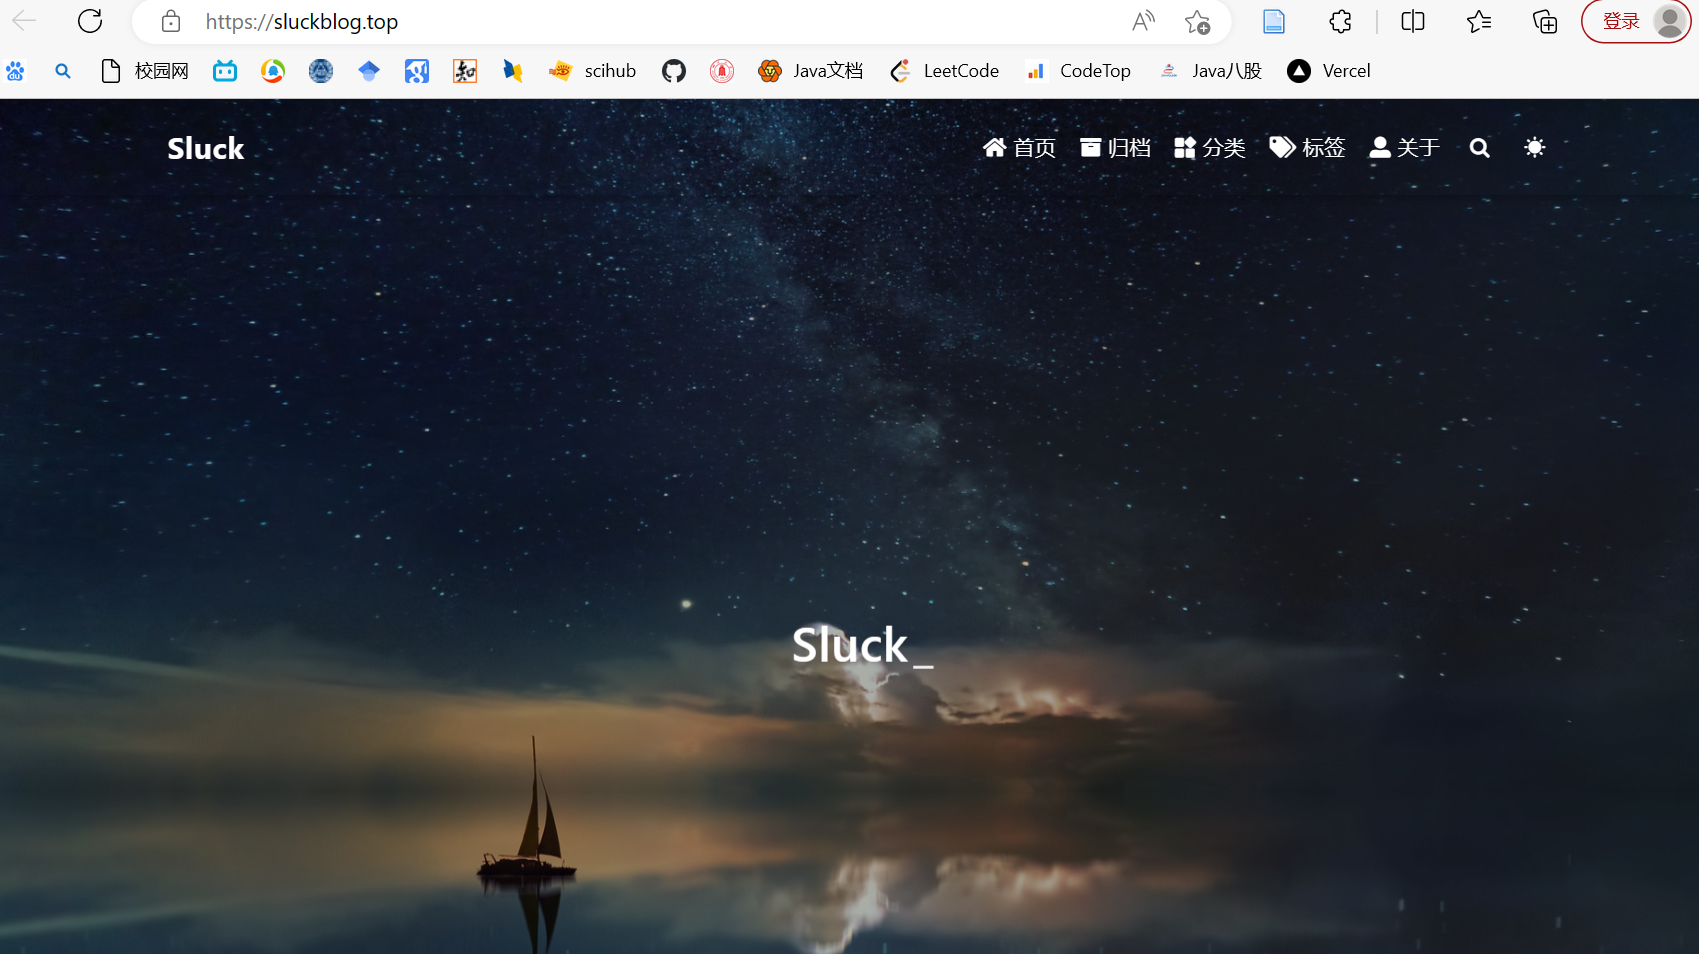 https://sluckblog.top
登录
校园网 知 scihub Java文档 LeetCode CodeTop Java八股 Vercel
Sluck 首页 归档 分类 标签 关于
Sluck_